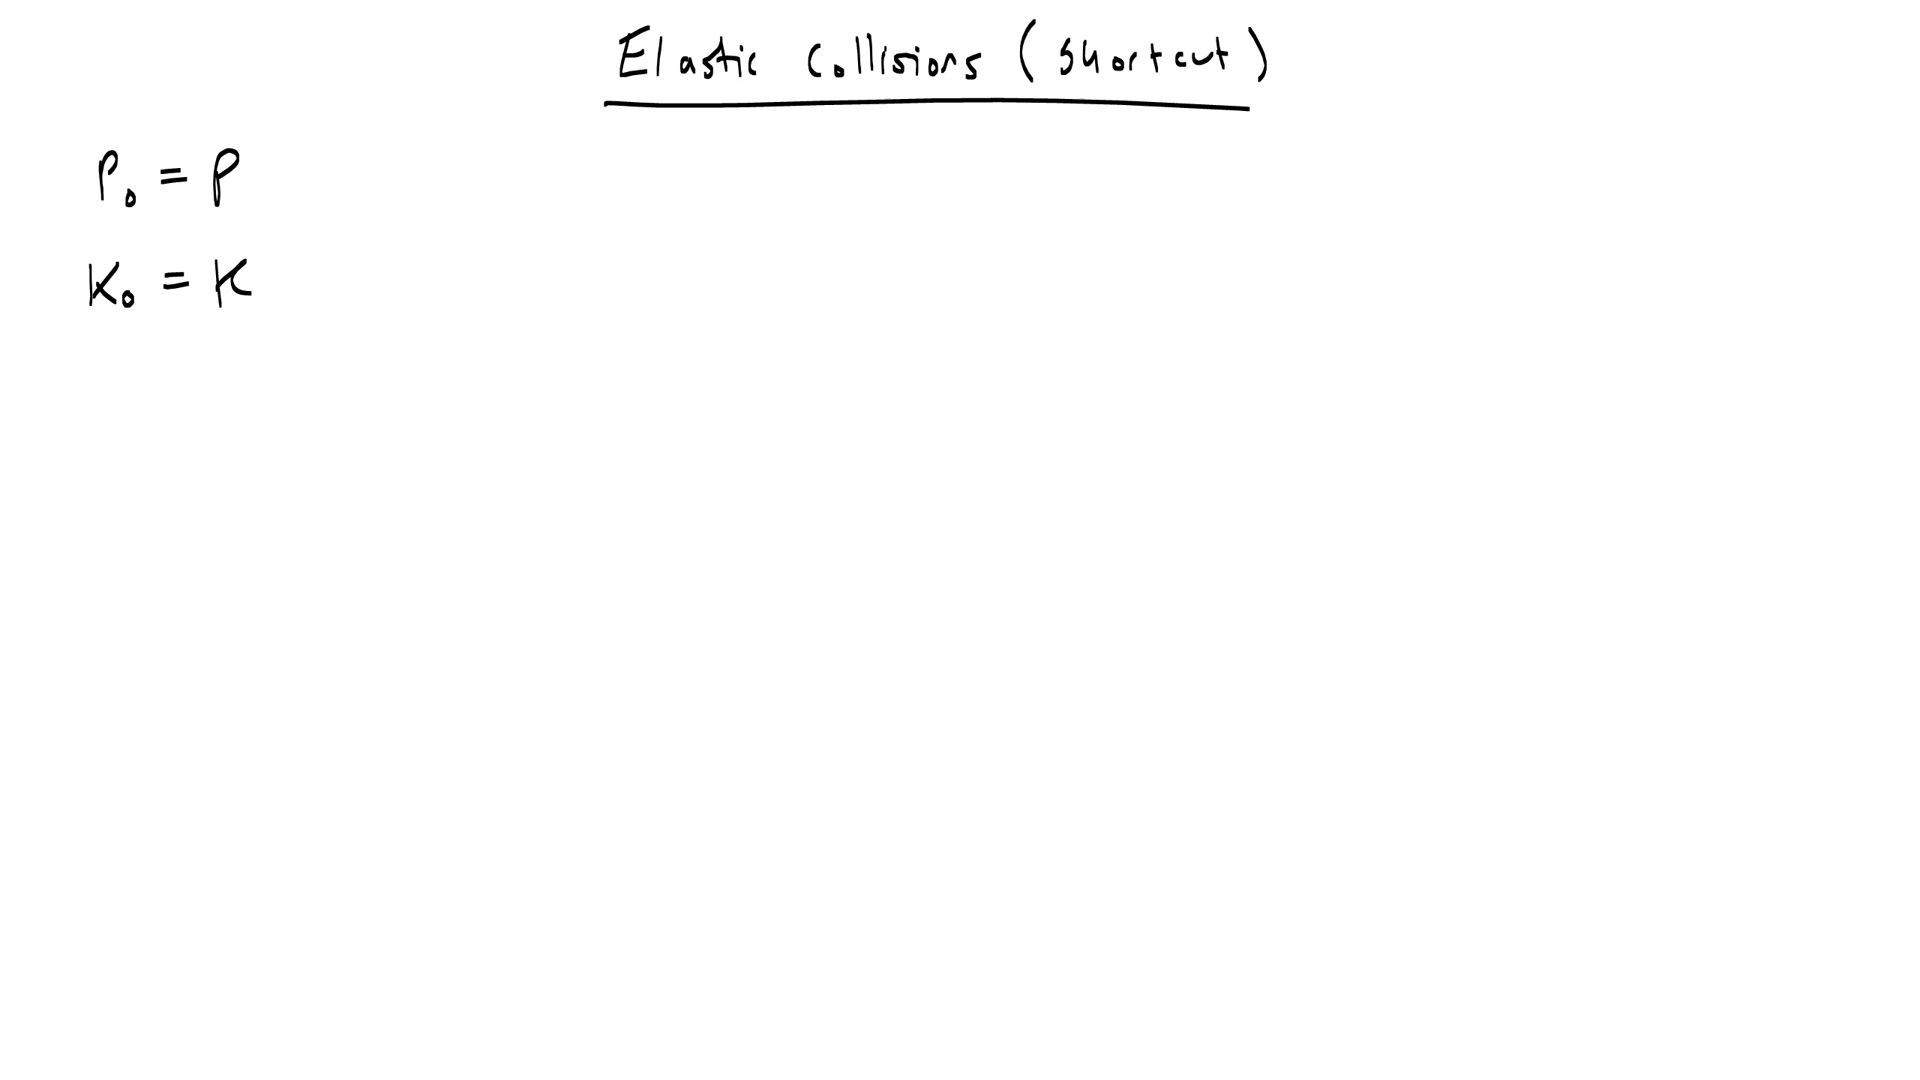 Elastic Collisions (shortcut)
P₀ = P
K₀ = K